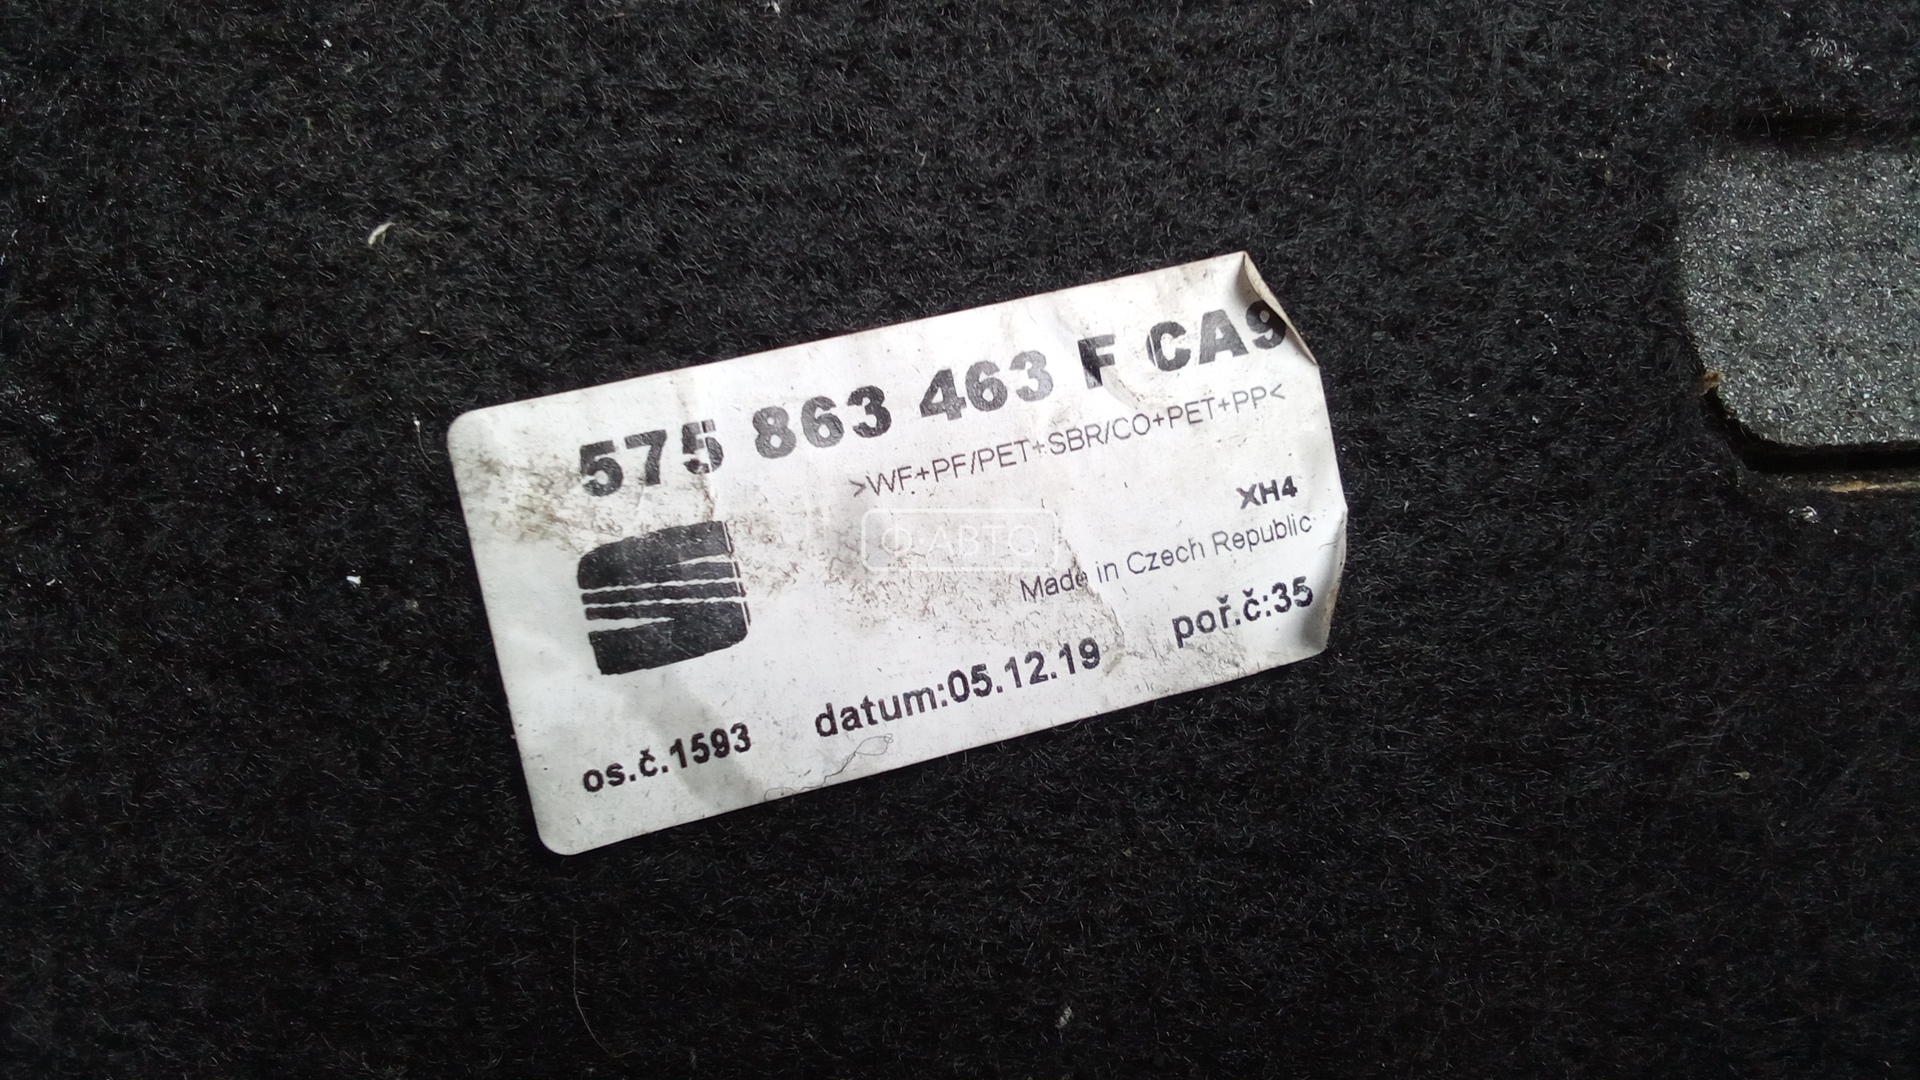 575 863 463 F CA9
>WF+PF/PET+SBR/CO+PET+PP<
XH4
Ф-АВТО
Made in Czech Republic
os.č.1593 datum:05.12.19 poř.č:35